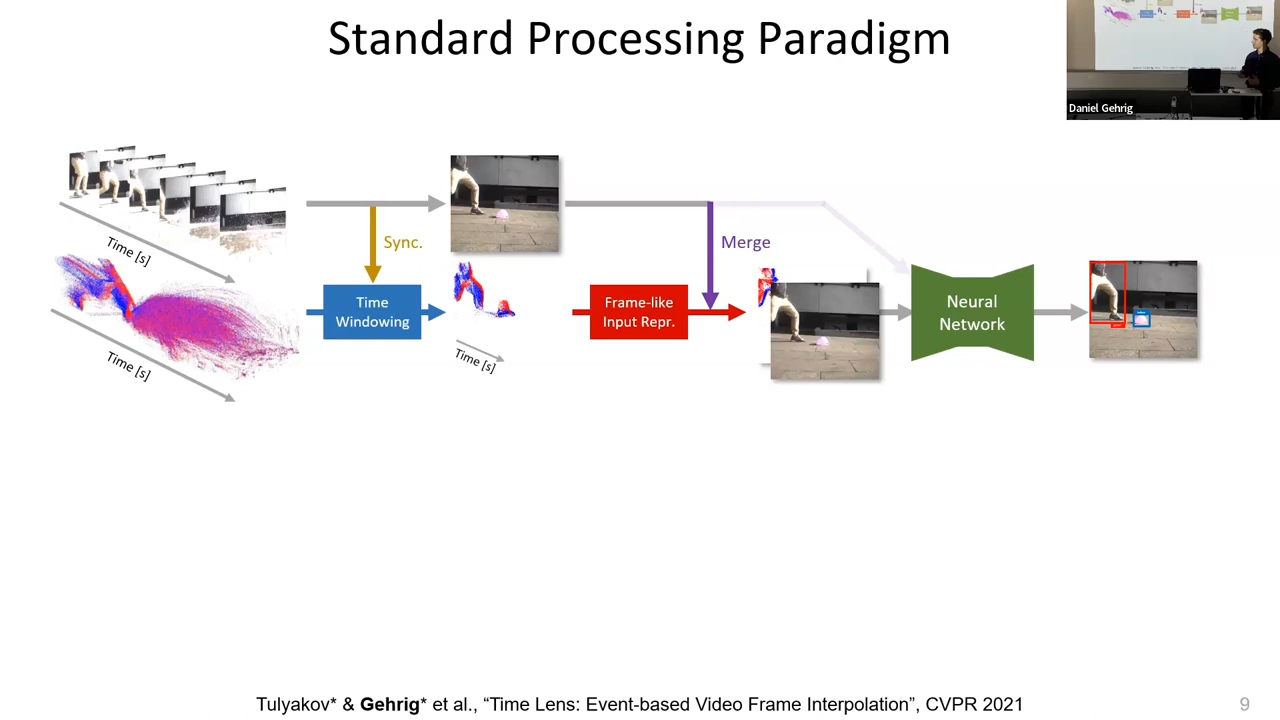 Standard Processing Paradigm
Daniel Gehrig
Time [s]
Sync.
Merge
Time
Windowing
Time [s]
Frame-like
Input Repr.
Neural
Network
Time [s]
Tulyakov* & Gehrig* et al., “Time Lens: Event-based Video Frame Interpolation”, CVPR 2021
9